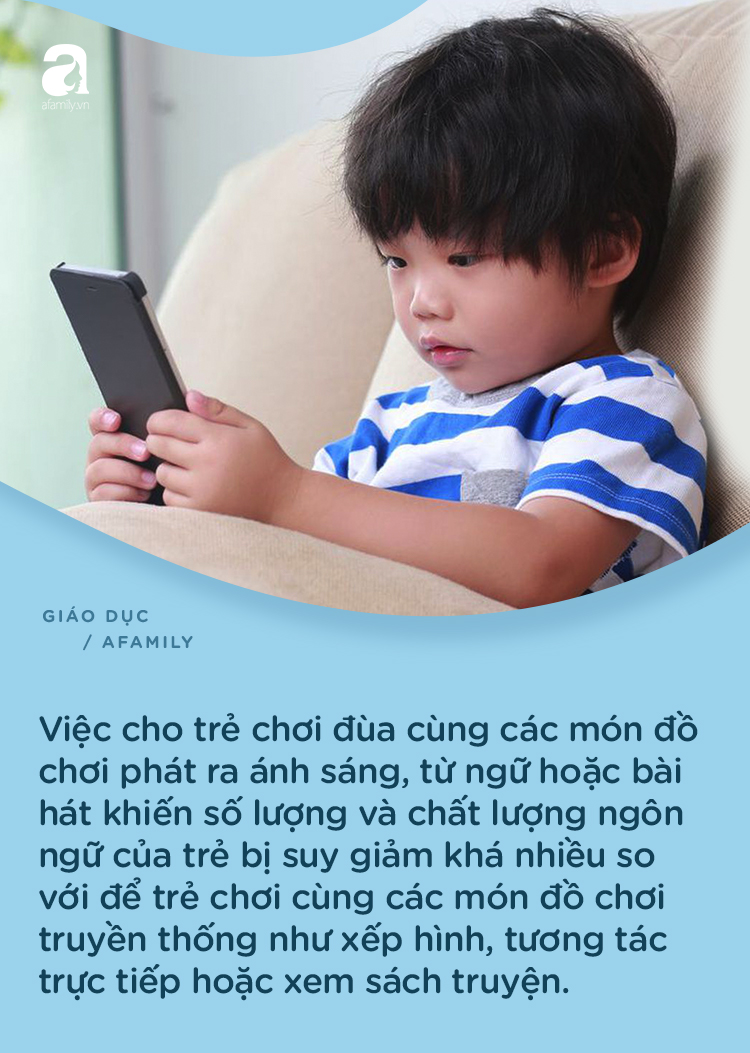 a
afamily.vn
GIÁO DỤC
/ AFAMILY
Việc cho trẻ chơi đùa cùng các món đồ
chơi phát ra ánh sáng, từ ngữ hoặc bài
hát khiến số lượng và chất lượng ngôn
ngữ của trẻ bị suy giảm khá nhiều so
với để trẻ chơi cùng các món đồ chơi
truyền thống như xếp hình, tương tác
trực tiếp hoặc xem sách truyện.